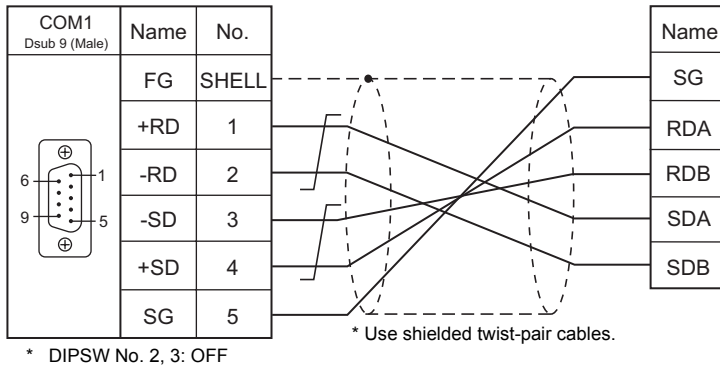 COM1
Dsub 9 (Male)
Name No.
Name
FG SHELL
SG
+RD 1
RDA
-RD 2
RDB
-SD 3
SDA
+SD 4
SDB
SG 5
6
1
9
5
* Use shielded twist-pair cables.
* DIPSW No. 2, 3: OFF